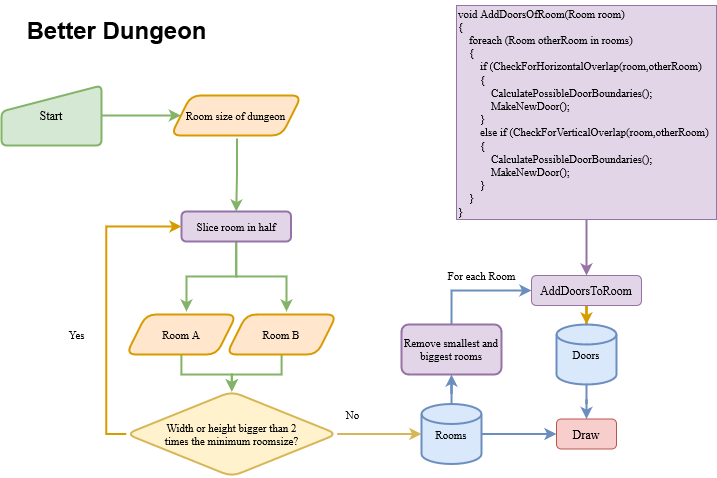 Better Dungeon
Start
Room size of dungeon
Slice room in half
Room A
Room B
Yes
Width or height bigger than 2
times the minimum roomsize?
No
Rooms
Remove smallest and
biggest rooms
For each Room
void AddDoorsOfRoom(Room room)
{
foreach (Room otherRoom in rooms)
{
if (CheckForHorizontalOverlap(room,otherRoom)
{
CalculatePossibleDoorBoundaries();
MakeNewDoor();
}
else if (CheckForVerticalOverlap(room,otherRoom)
{
CalculatePossibleDoorBoundaries();
MakeNewDoor();
}
}
}
AddDoorsToRoom
Doors
Draw